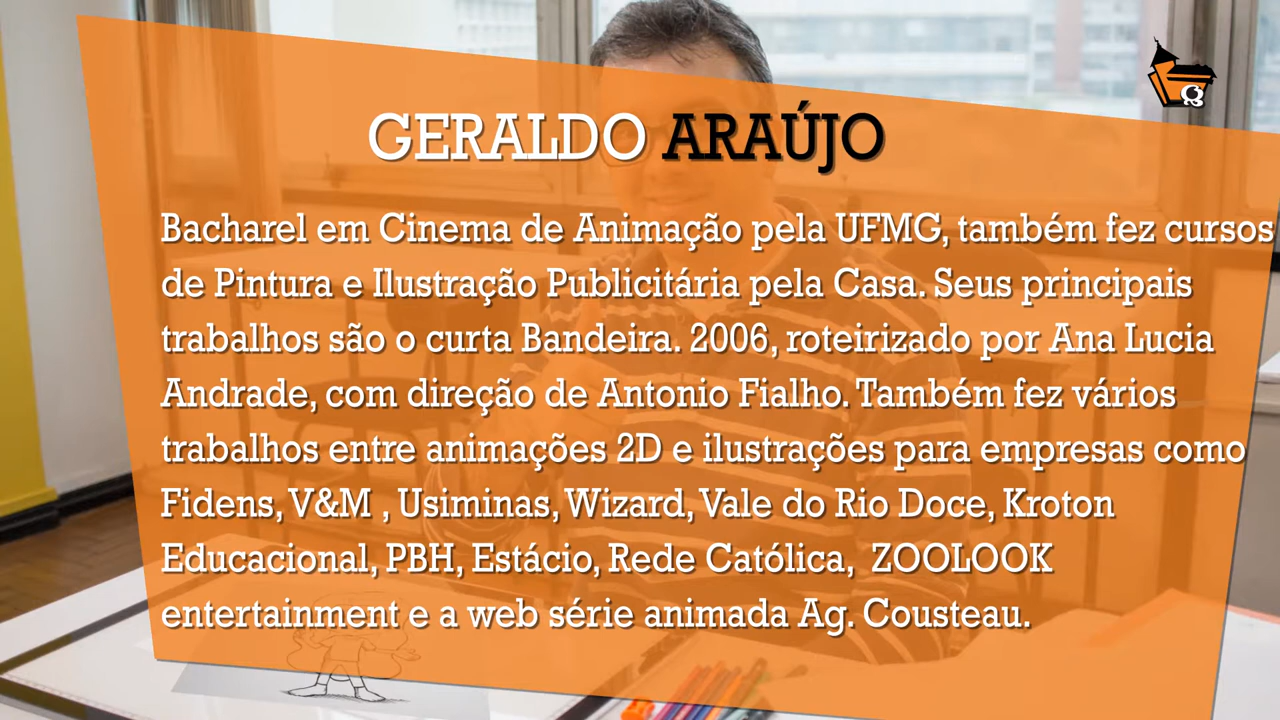 GERALDO ARAÚJO
Bacharel em Cinema de Animação pela UFMG, também fez cursos
de Pintura e Ilustração Publicitária pela Casa. Seus principais
trabalhos são o curta Bandeira. 2006, roteirizado por Ana Lucia
Andrade, com direção de Antonio Fialho. Também fez vários
trabalhos entre animações 2D e ilustrações para empresas como
Fidens, V&M , Usiminas, Wizard, Vale do Rio Doce, Kroton
Educacional, PBH, Estácio, Rede Católica,  ZOOLOOK
entertainment e a web série animada Ag. Cousteau.